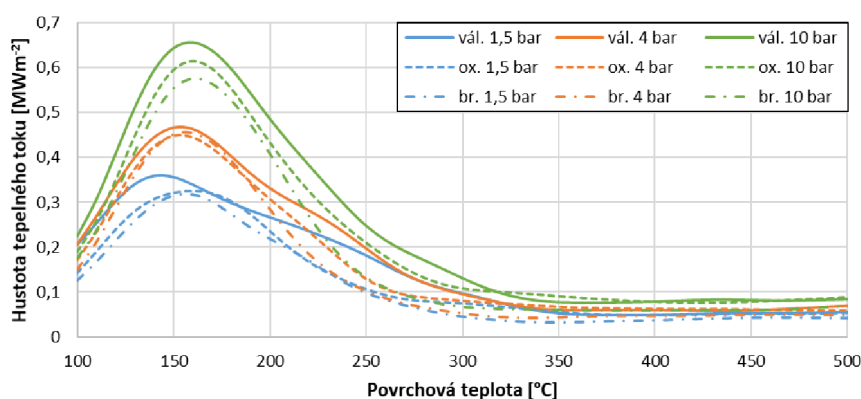 0,7
0,6
0,5
0,4
0,3
0,2
0,1
0
Hustota tepelného toku [MWm⁻²]
vál. 1,5 bar vál. 4 bar vál. 10 bar
ox. 1,5 bar ox. 4 bar ox. 10 bar
br. 1,5 bar br. 4 bar br. 10 bar
100 150 200 250 300 350 400 450 500
Povrchová teplota [°C]